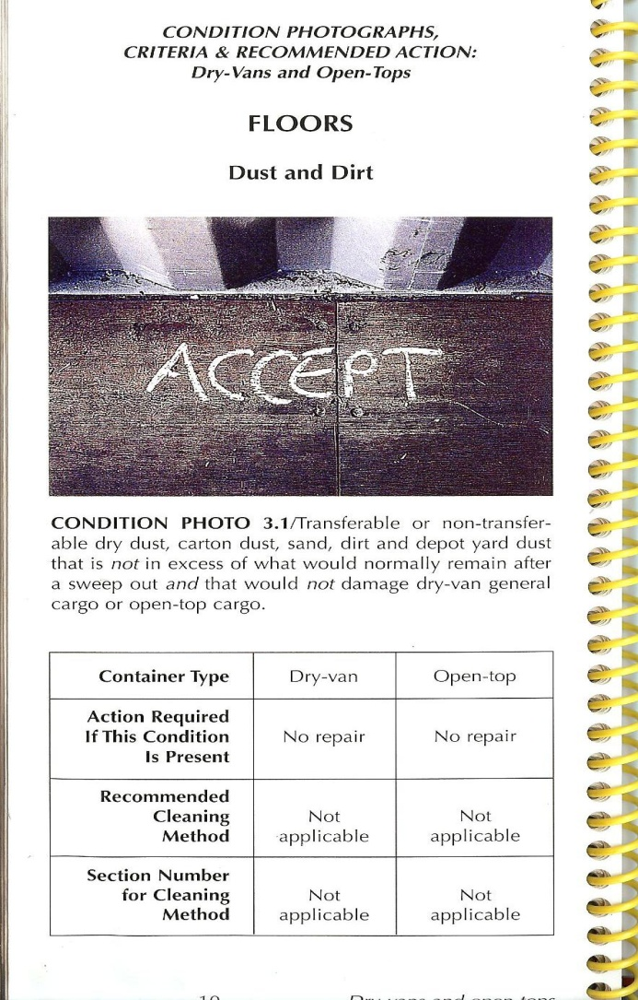 CONDITION PHOTOGRAPHS,
CRITERIA & RECOMMENDED ACTION:
Dry-Vans and Open-Tops
FLOORS
Dust and Dirt
ACCEPT
CONDITION PHOTO 3.1/Transferable or non-transfer-
able dry dust, carton dust, sand, dirt and depot yard dust
that is not in excess of what would normally remain after
a sweep out and that would not damage dry-van general
cargo or open-top cargo.
Container Type Dry-van Open-top
Action Required
If This Condition No repair No repair
Is Present
Recommended
Cleaning Not Not
Method applicable applicable
Section Number
for Cleaning Not Not
Method applicable applicable
Dry-vans and open-tops